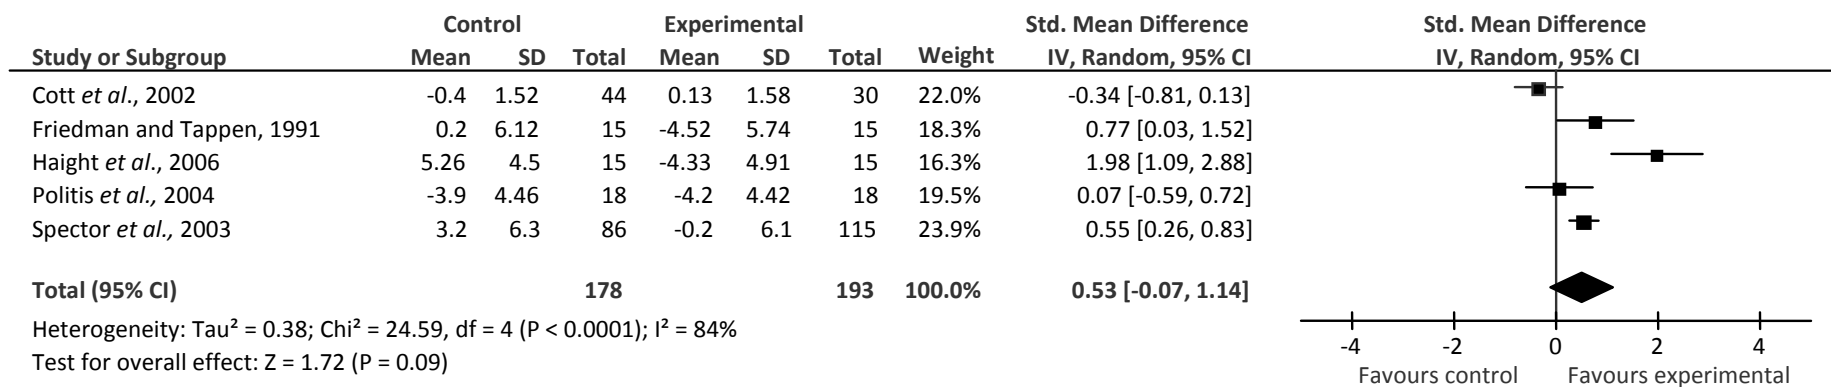 Control Experimental Std. Mean Difference Std. Mean Difference
Study or Subgroup Mean SD Total Mean SD Total Weight IV, Random, 95% CI IV, Random, 95% CI
Cott et al., 2002 -0.4 1.52 44 0.13 1.58 30 22.0% -0.34 [-0.81, 0.13]
Friedman and Tappen, 1991 0.2 6.12 15 -4.52 5.74 15 18.3% 0.77 [0.03, 1.52]
Haight et al., 2006 5.26 4.5 15 -4.33 4.91 15 16.3% 1.98 [1.09, 2.88]
Politis et al., 2004 -3.9 4.46 18 -4.2 4.42 18 19.5% 0.07 [-0.59, 0.72]
Spector et al., 2003 3.2 6.3 86 -0.2 6.1 115 23.9% 0.55 [0.26, 0.83]
Total (95% CI) 178 193 100.0% 0.53 [-0.07, 1.14]
Heterogeneity: Tau² = 0.38; Chi² = 24.59, df = 4 (P < 0.0001); I² = 84%
Test for overall effect: Z = 1.72 (P = 0.09)
-4 -2 0 2 4
Favours control Favours experimental